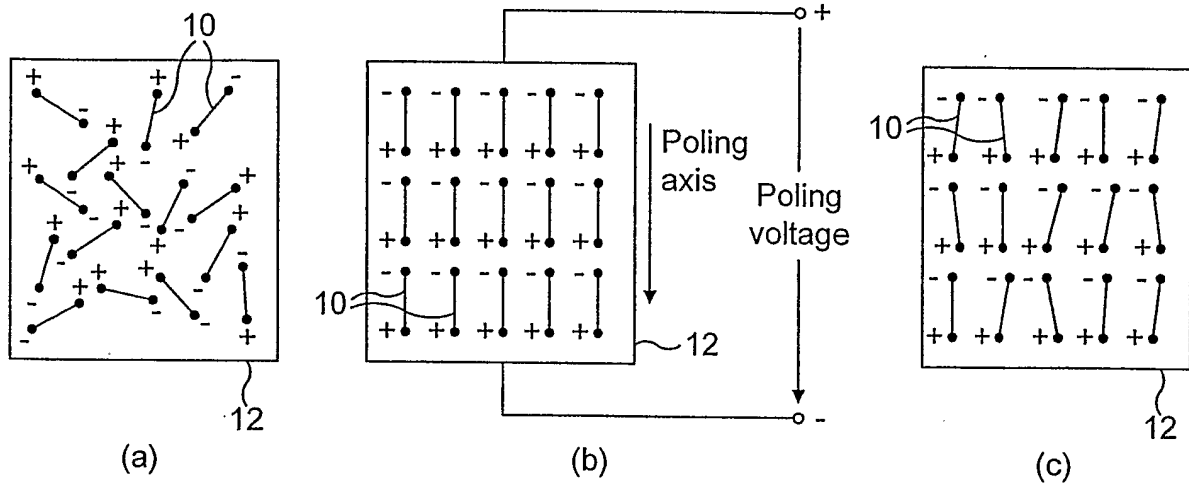 10
+ - + - + - + + + - + - - + - + + - - + + - + - + - + - + - + - + - + -
12
(a)
+
- - - - -
+ + + + +
Poling
axis
- - - - -
+ + + + +
Poling
voltage
10
- - - - -
+ + + + +
12
-
(b)
- - - - -
10
+ + + + +
- - - - -
+ + + + +
- - - - -
+ + + + +
12
(c)